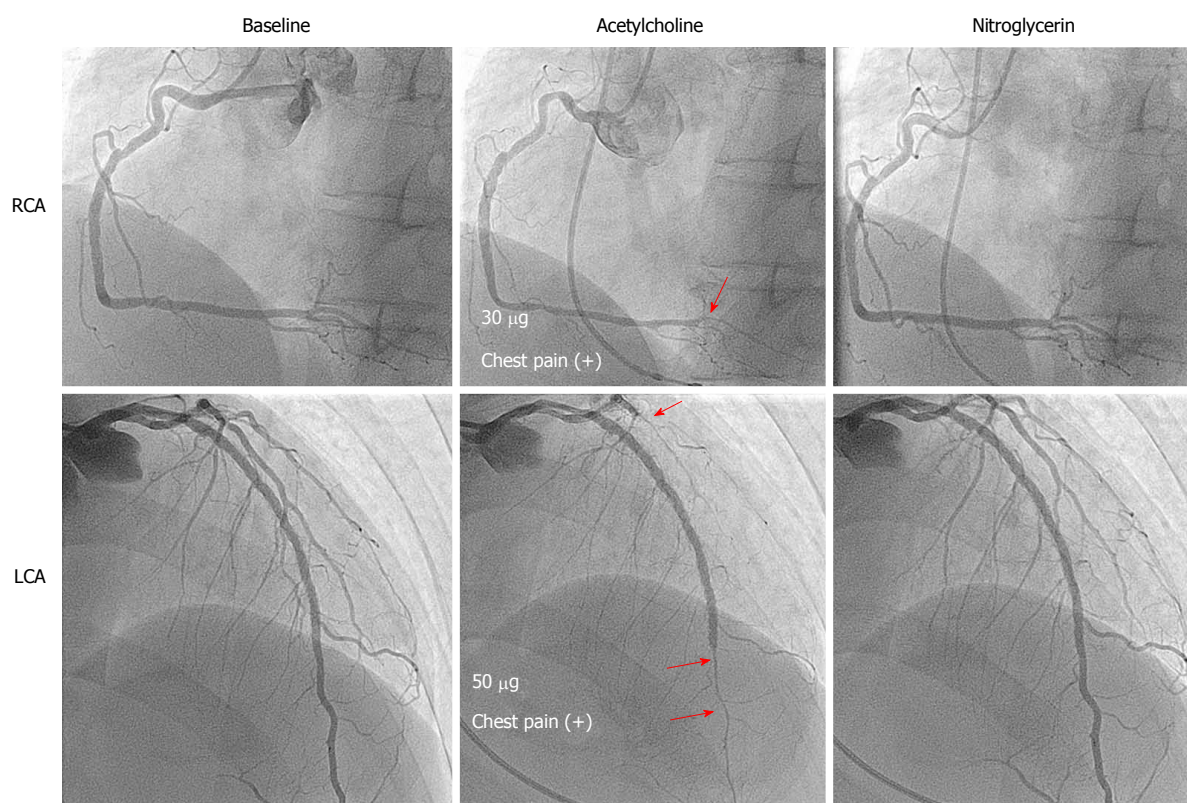 Baseline
Acetylcholine
Nitroglycerin
RCA
30 μg
Chest pain (+)
LCA
50 μg
Chest pain (+)